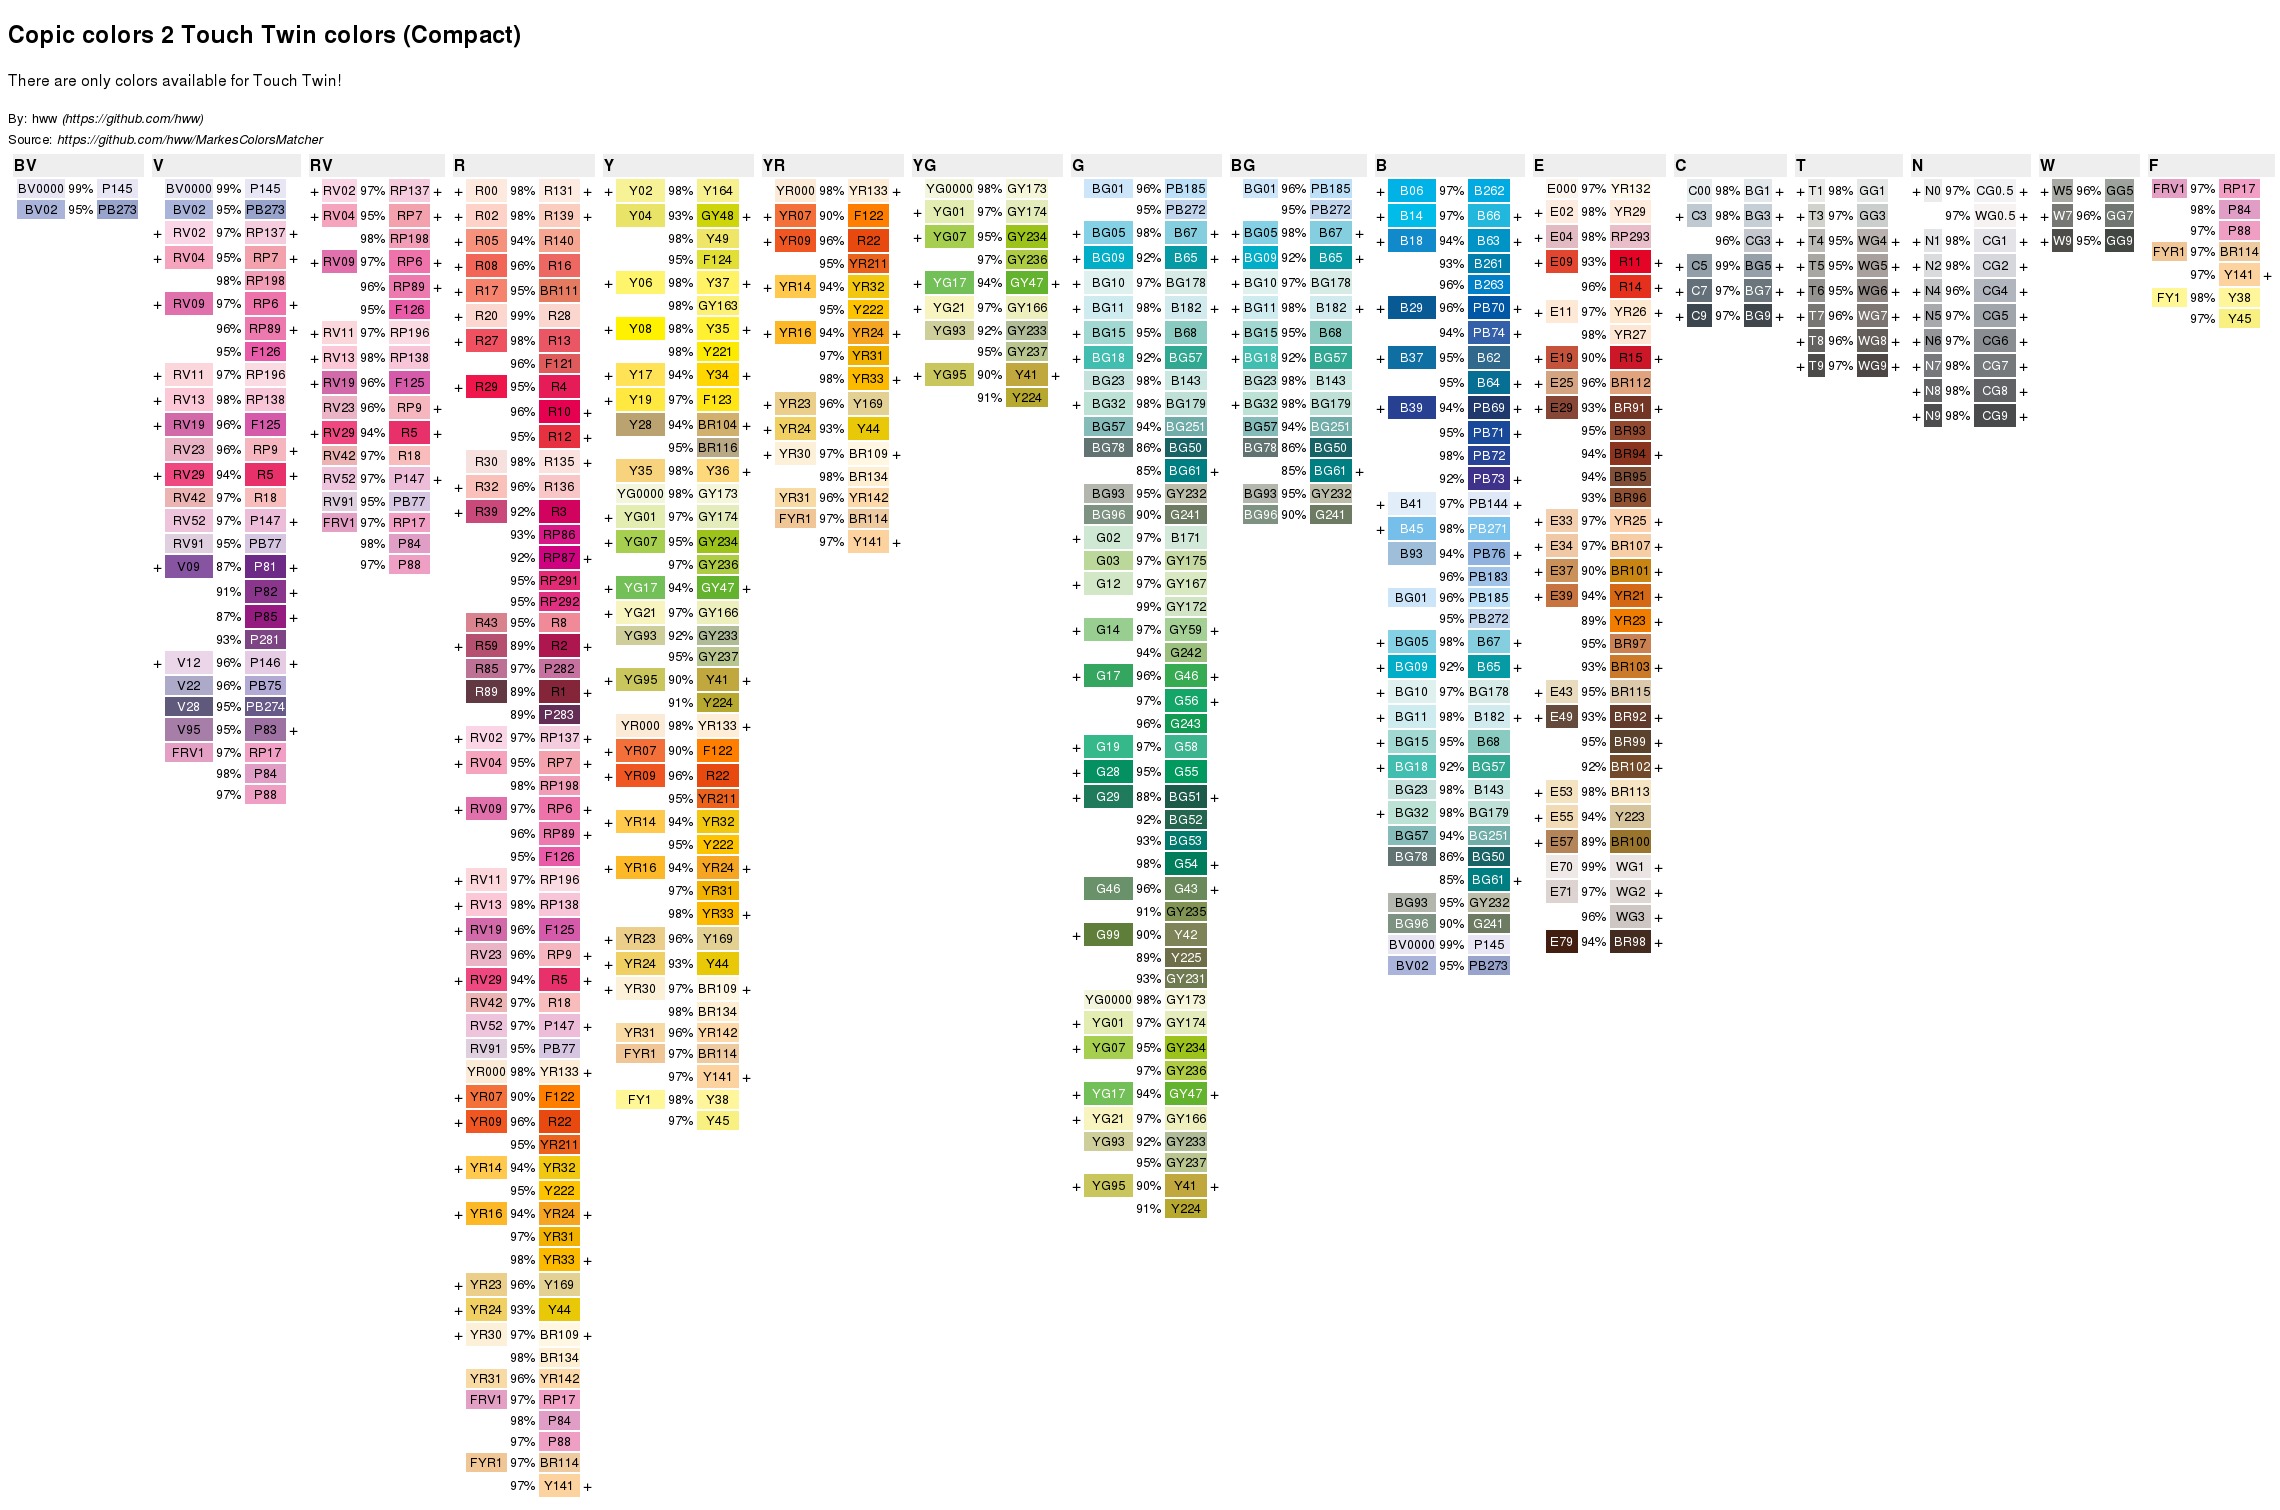 Copic colors 2 Touch Twin colors (Compact)
There are only colors available for Touch Twin!
By: hww (https://github.com/hww)
Source: https://github.com/hww/MarkesColorsMatcher
BV
BV0000 99% P145
BV02 95% PB273
V
BV0000 99% P145
BV02 95% PB273
+ RV02 97% RP137 +
+ RV04 95% RP7 +
98% RP198
+ RV09 97% RP6 +
96% RP89 +
95% F126
+ RV11 97% RP196
+ RV13 98% RP138
+ RV19 96% F125
RV23 96% RP9 +
+ RV29 94% R5 +
RV42 97% R18
RV52 97% P147 +
RV91 95% PB77
+ V09 87% P81 +
91% P82 +
87% P85 +
93% P281
+ V12 96% P146 +
V22 96% PB75
V28 95% PB274
V95 95% P83 +
FRV1 97% RP17
98% P84
97% P88
RV
+ RV02 97% RP137 +
+ RV04 95% RP7 +
98% RP198
+ RV09 97% RP6 +
96% RP89 +
95% F126
+ RV11 97% RP196
+ RV13 98% RP138
+ RV19 96% F125
RV23 96% RP9 +
+ RV29 94% R5 +
RV42 97% R18
RV52 97% P147 +
RV91 95% PB77
FRV1 97% RP17
98% P84
97% P88
R
+ R00 98% R131 +
+ R02 98% R139 +
+ R05 94% R140
+ R08 96% R16
+ R17 95% BR111
+ R20 99% R28
+ R27 98% R13
96% F121
+ R29 95% R4
96% R10 +
95% R12 +
R30 98% R135 +
+ R32 96% R136
+ R39 92% R3
93% RP86
92% RP87 +
95% RP291
95% RP292
R43 95% R8
+ R59 89% R2 +
R85 97% P282
R89 89% R1 +
89% P283
+ RV02 97% RP137 +
+ RV04 95% RP7 +
98% RP198
+ RV09 97% RP6 +
96% RP89 +
95% F126
+ RV11 97% RP196
+ RV13 98% RP138
+ RV19 96% F125
RV23 96% RP9 +
+ RV29 94% R5 +
RV42 97% R18
RV52 97% P147 +
RV91 95% PB77
YR000 98% YR133 +
+ YR07 90% F122
+ YR09 96% R22
95% YR211
+ YR14 94% YR32
95% Y222
+ YR16 94% YR24 +
97% YR31
98% YR33 +
+ YR23 96% Y169
+ YR24 93% Y44
+ YR30 97% BR109 +
98% BR134
YR31 96% YR142
FRV1 97% RP17
98% P84
97% P88
FYR1 97% BR114
97% Y141 +
Y
+ Y02 98% Y164 +
+ Y04 93% GY48 +
98% Y49
95% F124
+ Y06 98% Y37 +
98% GY163
+ Y08 98% Y35 +
98% Y221
+ Y17 94% Y34 +
+ Y19 97% F123 +
Y28 94% BR104 +
95% BR116
Y35 98% Y36 +
YG0000 98% GY173
+ YG01 97% GY174
+ YG07 95% GY234
97% GY236
+ YG17 94% GY47 +
+ YG21 97% GY166
YG93 92% GY233
95% GY237
+ YG95 90% Y41 +
91% Y224
YR000 98% YR133 +
+ YR07 90% F122
+ YR09 96% R22
95% YR211
+ YR14 94% YR32
95% Y222
+ YR16 94% YR24 +
97% YR31
98% YR33 +
+ YR23 96% Y169
+ YR24 93% Y44
+ YR30 97% BR109 +
98% BR134
YR31 96% YR142
FYR1 97% BR114
97% Y141 +
FY1 98% Y38
97% Y45
YR
YR000 98% YR133 +
+ YR07 90% F122
+ YR09 96% R22
95% YR211
+ YR14 94% YR32
95% Y222
+ YR16 94% YR24 +
97% YR31
98% YR33 +
+ YR23 96% Y169
+ YR24 93% Y44
+ YR30 97% BR109 +
98% BR134
YR31 96% YR142
FYR1 97% BR114
97% Y141 +
YG
YG0000 98% GY173
+ YG01 97% GY174
+ YG07 95% GY234
97% GY236
+ YG17 94% GY47 +
+ YG21 97% GY166
YG93 92% GY233
95% GY237
+ YG95 90% Y41 +
91% Y224
G
BG01 96% PB185
95% PB272
+ BG05 98% B67 +
+ BG09 92% B65 +
+ BG10 97% BG178
+ BG11 98% B182 +
+ BG15 95% B68
+ BG18 92% BG57
BG23 98% B143
+ BG32 98% BG179
BG57 94% BG251
BG78 86% BG50
85% BG61 +
BG93 95% GY232
BG96 90% G241
+ G02 97% B171
G03 97% GY175
+ G12 97% GY167
99% GY172
+ G14 97% GY59 +
94% G242
+ G17 96% G46 +
97% G56 +
96% G243
+ G19 97% G58
+ G28 95% G55
+ G29 88% BG51 +
92% BG52
93% BG53
98% G54 +
G46 96% G43 +
91% GY235
+ G99 90% Y42
89% Y225
93% GY231
YG0000 98% GY173
+ YG01 97% GY174
+ YG07 95% GY234
97% GY236
+ YG17 94% GY47 +
+ YG21 97% GY166
YG93 92% GY233
95% GY237
+ YG95 90% Y41 +
91% Y224
BG
BG01 96% PB185
95% PB272
+ BG05 98% B67 +
+ BG09 92% B65 +
+ BG10 97% BG178
+ BG11 98% B182 +
+ BG15 95% B68
+ BG18 92% BG57
BG23 98% B143
+ BG32 98% BG179
BG57 94% BG251
BG78 86% BG50
85% BG61 +
BG93 95% GY232
BG96 90% G241
B
+ B06 97% B262
+ B14 97% B66 +
+ B18 94% B63 +
93% B261
96% B263
+ B29 96% PB70 +
94% PB74 +
+ B37 95% B62
95% B64 +
+ B39 94% PB69 +
95% PB71 +
98% PB72
92% PB73 +
+ B41 97% PB144 +
+ B45 98% PB271
B93 94% PB76 +
96% PB183
BG01 96% PB185
95% PB272
+ BG05 98% B67 +
+ BG09 92% B65 +
+ BG10 97% BG178
+ BG11 98% B182 +
+ BG15 95% B68
+ BG18 92% BG57
BG23 98% B143
+ BG32 98% BG179
BG57 94% BG251
BG78 86% BG50
85% BG61 +
BG93 95% GY232
BG96 90% G241
BV0000 99% P145
BV02 95% PB273
E
E000 97% YR132
+ E02 98% YR29
+ E04 98% RP293
+ E09 93% R11 +
96% R14 +
+ E11 97% YR26 +
98% YR27
+ E19 90% R15 +
+ E25 96% BR112
+ E29 93% BR91 +
95% BR93
94% BR94 +
94% BR95
93% BR96
+ E33 97% YR25 +
+ E34 97% BR107 +
+ E37 90% BR101 +
+ E39 94% YR21 +
89% YR23 +
95% BR97
93% BR103 +
+ E43 95% BR115
+ E49 93% BR92 +
95% BR99 +
92% BR102 +
+ E53 98% BR113
+ E55 94% Y223
+ E57 89% BR100
E70 99% WG1 +
E71 97% WG2 +
96% WG3 +
E79 94% BR98 +
C
C00 98% BG1 +
+ C3 98% BG3 +
96% CG3 +
+ C5 99% BG5 +
+ C7 97% BG7 +
+ C9 97% BG9 +
T
+ T1 98% GG1
+ T3 97% GG3
+ T4 95% WG4 +
+ T5 95% WG5 +
+ T6 95% WG6 +
+ T7 96% WG7 +
+ T8 96% WG8 +
+ T9 97% WG9 +
N
+ N0 97% CG0.5 +
97% WG0.5 +
+ N1 98% CG1 +
+ N2 98% CG2 +
+ N4 96% CG4 +
+ N5 97% CG5 +
+ N6 97% CG6 +
+ N7 98% CG7 +
+ N8 98% CG8 +
+ N9 98% CG9 +
W
+ W5 96% GG5
+ W7 96% GG7
+ W9 95% GG9
F
FRV1 97% RP17
98% P84
97% P88
FYR1 97% BR114
97% Y141 +
FY1 98% Y38
97% Y45